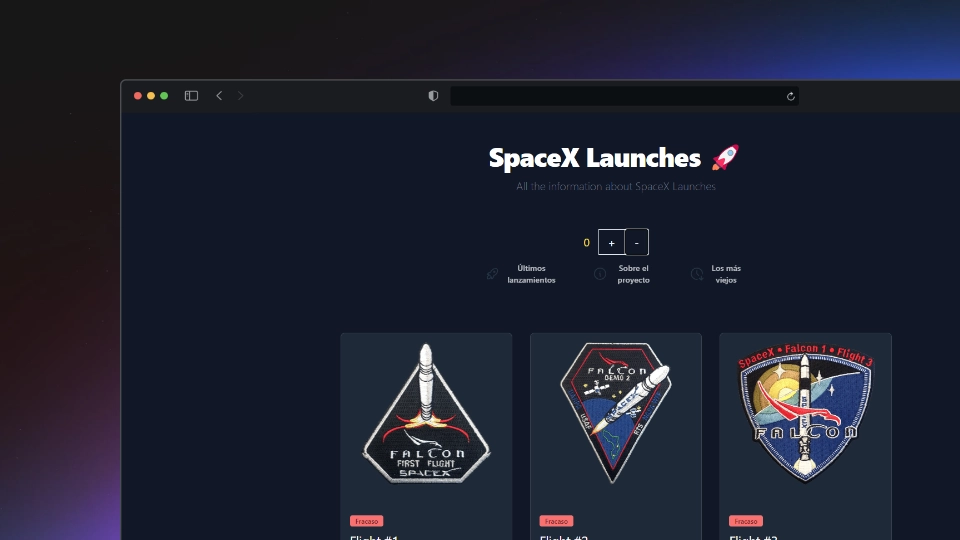 SpaceX Launches
All the information about SpaceX Launches
0 + -
Últimos
lanzamientos
Sobre el
proyecto
Los más
viejos
FALCON
FIRST FLIGHT
SPACEX
FALCON
DEMO 2
SPACEX
USAF
SpaceX • Falcon 1 • Flight 3
FALCON
Fracaso
Fracaso
Fracaso
Flight #1
Flight #2
Flight #3